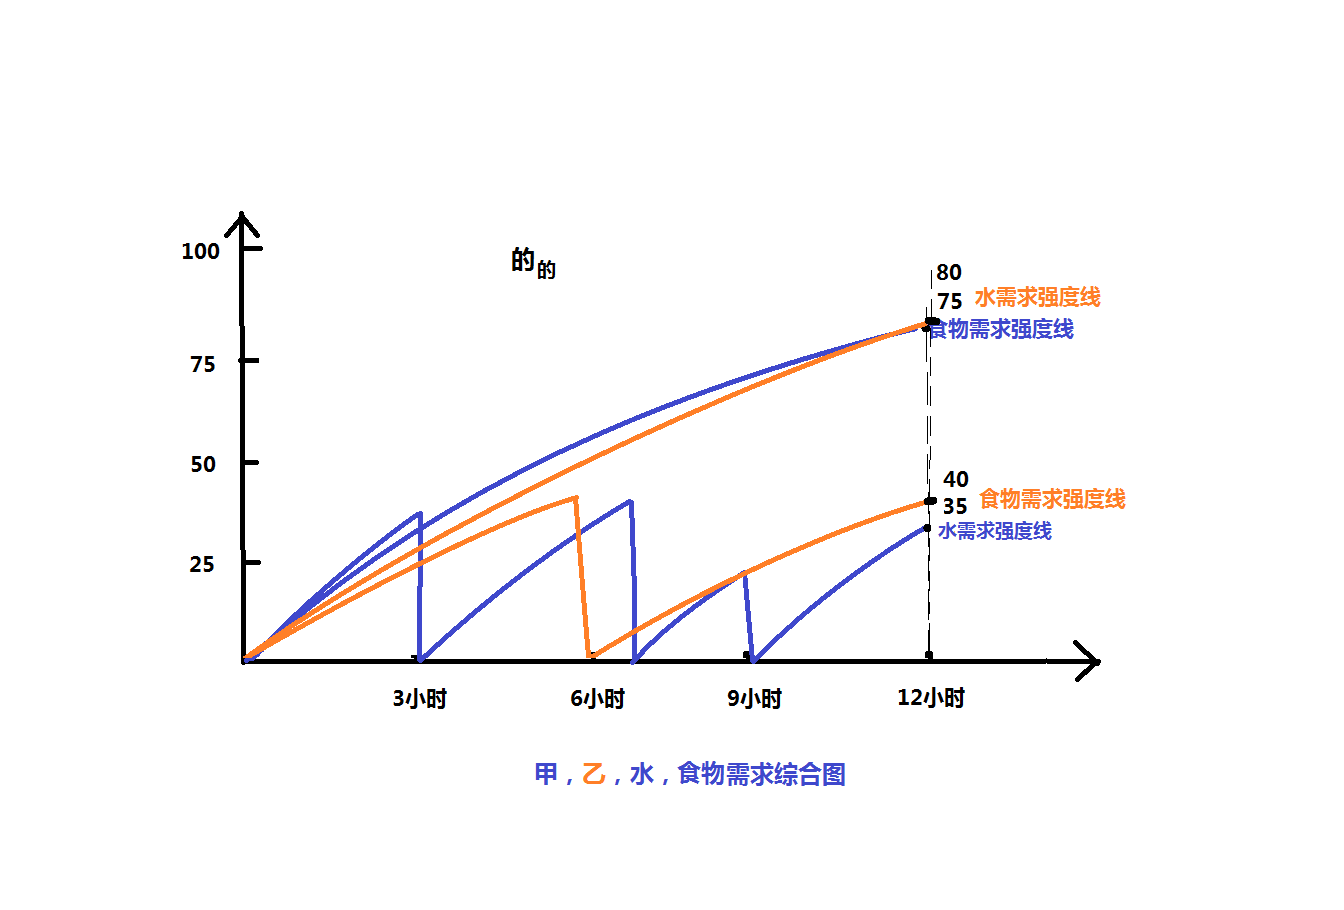 的的
100
75
50
25
80
75 水需求强度线
食物需求强度线
40
35 食物需求强度线
水需求强度线
3小时 6小时 9小时 12小时
甲，乙，水，食物需求综合图